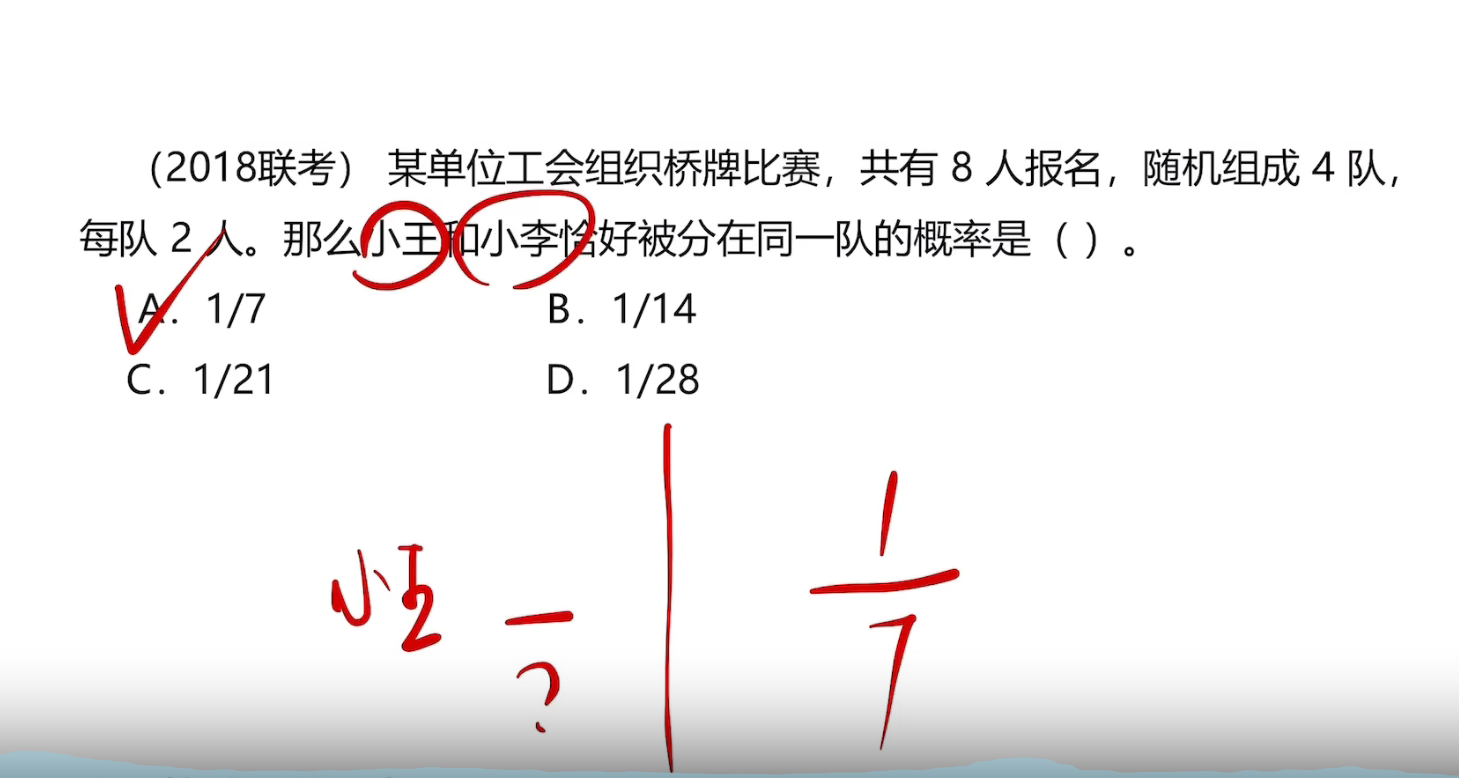 (2018联考) 某单位工会组织桥牌比赛，共有 8 人报名，随机组成 4 队，
每队 2 人。那么小王和小李恰好被分在同一队的概率是（ ）。
A. 1/7 B. 1/14
C. 1/21 D. 1/28
小王 — ?
1
7